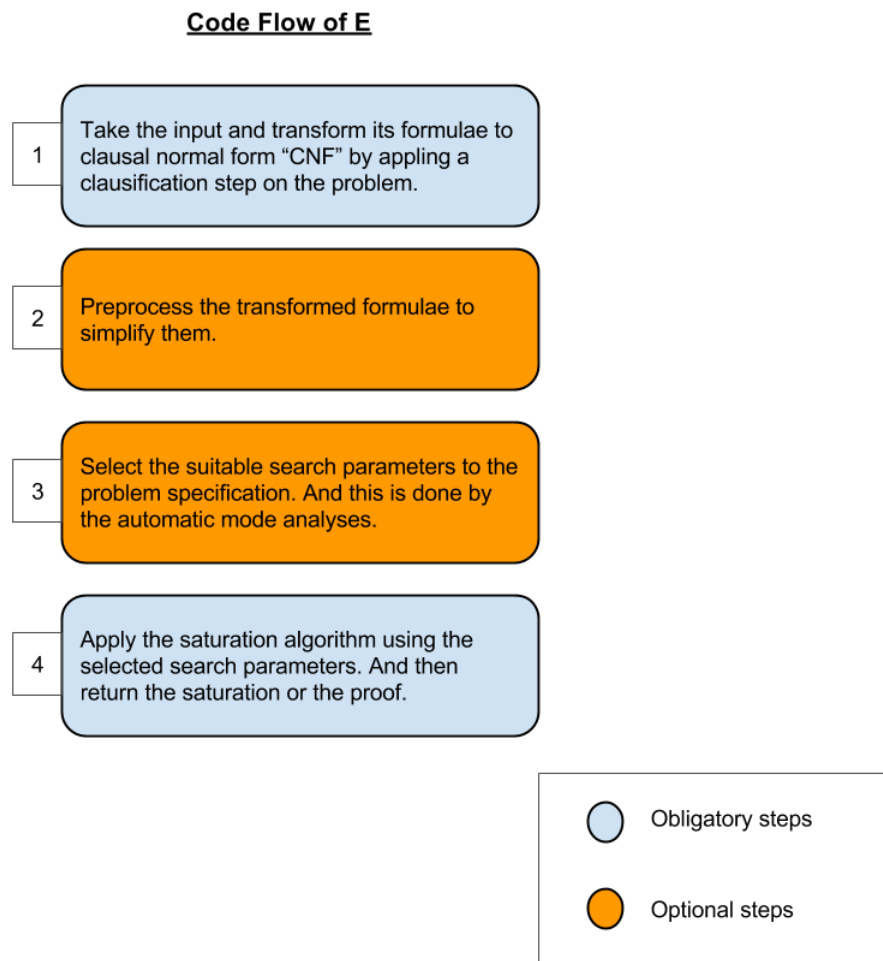 Code Flow of E
1
Take the input and transform its formulae to
clausal normal form “CNF” by appling a
clausification step on the problem.
2
Preprocess the transformed formulae to
simplify them.
3
Select the suitable search parameters to the
problem specification. And this is done by
the automatic mode analyses.
4
Apply the saturation algorithm using the
selected search parameters. And then
return the saturation or the proof.
Obligatory steps
Optional steps